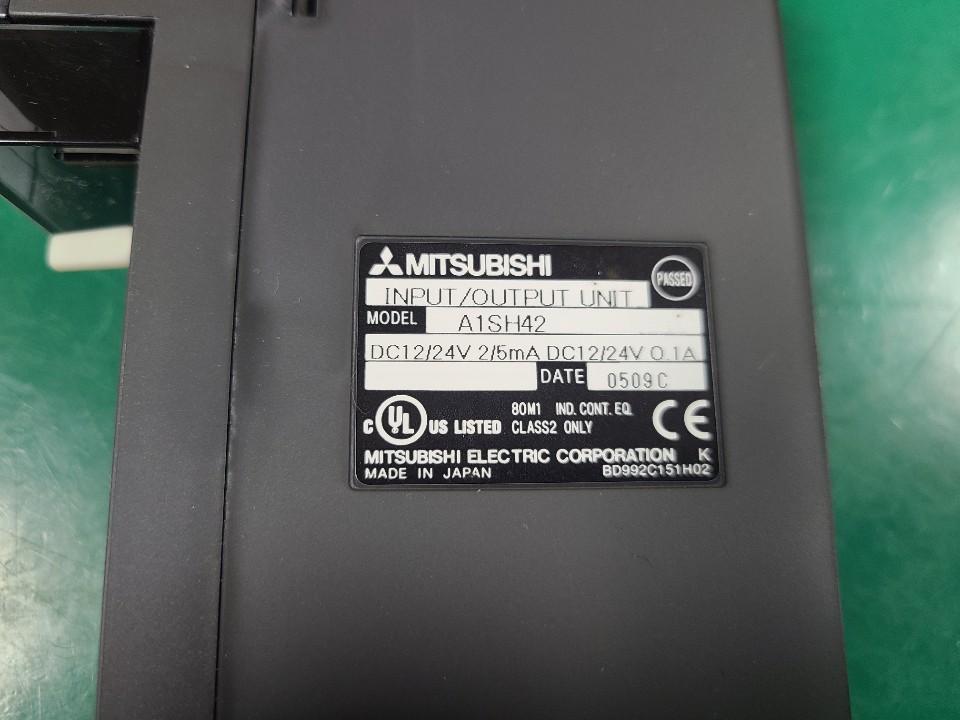 MITSUBISHI
PASSED
INPUT/OUTPUT UNIT
MODEL A1SH42
DC12/24V 2/5mA DC12/24V 0.1A
DATE 0509C
C UL US LISTED 80M1 IND. CONT. EQ. CLASS2 ONLY CE
MITSUBISHI ELECTRIC CORPORATION K
MADE IN JAPAN BD992C151H02